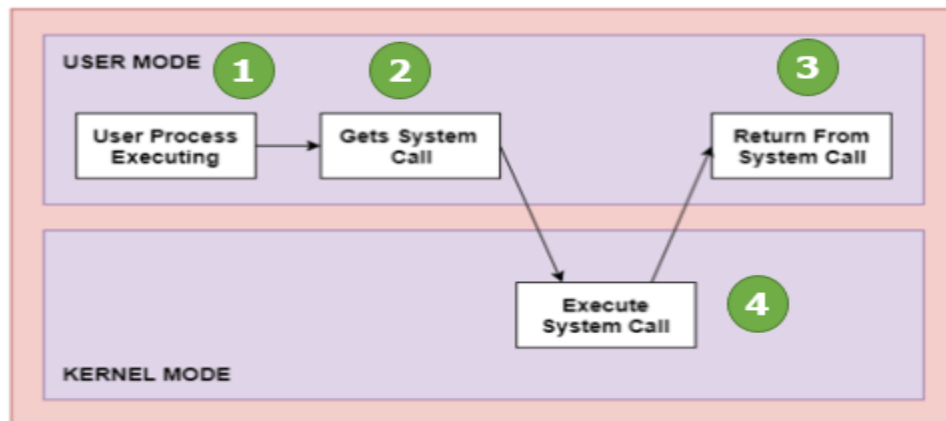 USER MODE
1
2
3
User Process
Executing
Gets System
Call
Return From
System Call
Execute
System Call
4
KERNEL MODE